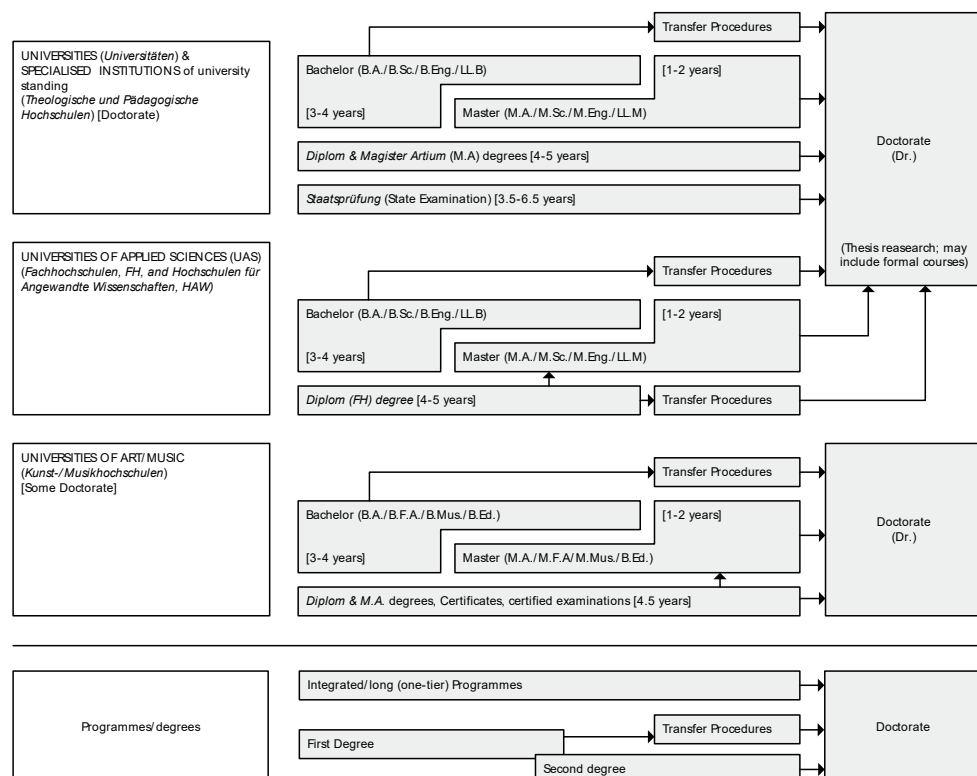 Transfer Procedures
UNIVERSITIES (Universitäten) &
SPECIALISED INSTITUTIONS of university
standing
(Theologische und Pädagogische
Hochschulen) [Doctorate)
Bachelor (B.A./B.Sc./B.Eng./LL.B)
[1-2 years]
[3-4 years]
Master (M.A./M.Sc./M.Eng./LL.M)
Doctorate
(Dr.)
Diplom & Magister Artium (M.A) degrees [4-5 years]
Staatsprüfung (State Examination) [3.5-6.5 years]
(Thesis reasearch; may
include formal courses)
UNIVERSITIES OF APPLIED SCIENCES (UAS)
(Fachhochschulen, FH, and Hochschulen für
Angewandte Wissenschaften, HAW)
Transfer Procedures
Bachelor (B.A./B.Sc./B.Eng./LL.B)
[1-2 years]
[3-4 years]
Master (M.A./M.Sc./M.Eng./LL.M)
Diplom (FH) degree [4-5 years]
Transfer Procedures
UNIVERSITIES OF ART/MUSIC
(Kunst-/Musikhochschulen)
[Some Doctorate]
Transfer Procedures
Bachelor (B.A./B.F.A./B.Mus./B.Ed.)
[1-2 years]
[3-4 years]
Master (M.A./M.F.A/M.Mus./B.Ed.)
Doctorate
(Dr.)
Diplom & M.A. degrees, Certificates, certified examinations [4.5 years]
Programmes/degrees
Integrated/long (one-tier) Programmes
Transfer Procedures
Doctorate
First Degree
Second degree